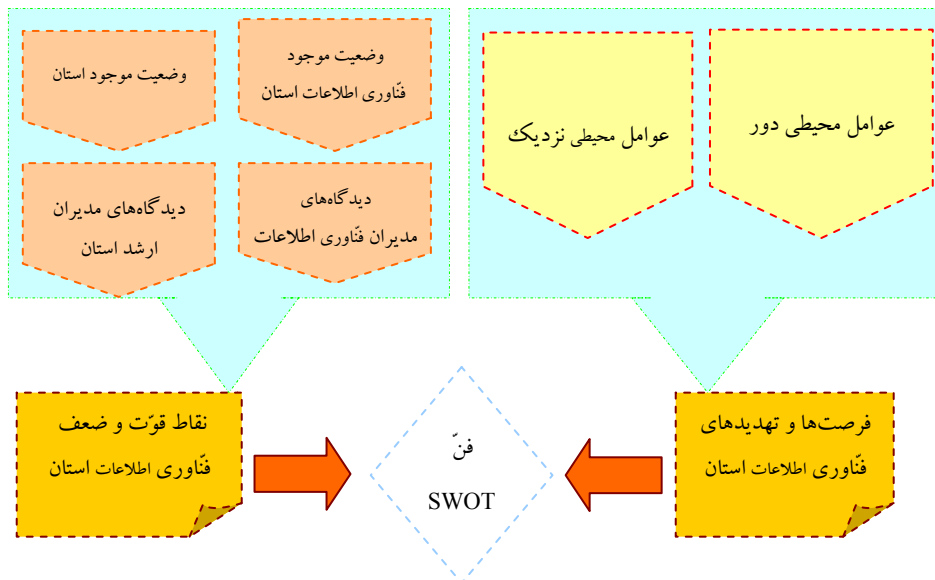 عوامل محیطی دور
عوامل محیطی نزدیک
وضعیت موجود
فنّاوری اطلاعات استان
وضعیت موجود استان
دیدگاه‌های
مدیران فنّاوری اطلاعات
دیدگاه‌های مدیران
ارشد استان
فرصت‌ها و تهدیدهای
فنّاوری اطلاعات استان
فنّ
SWOT
نقاط قوّت و ضعف
فنّاوری اطلاعات استان